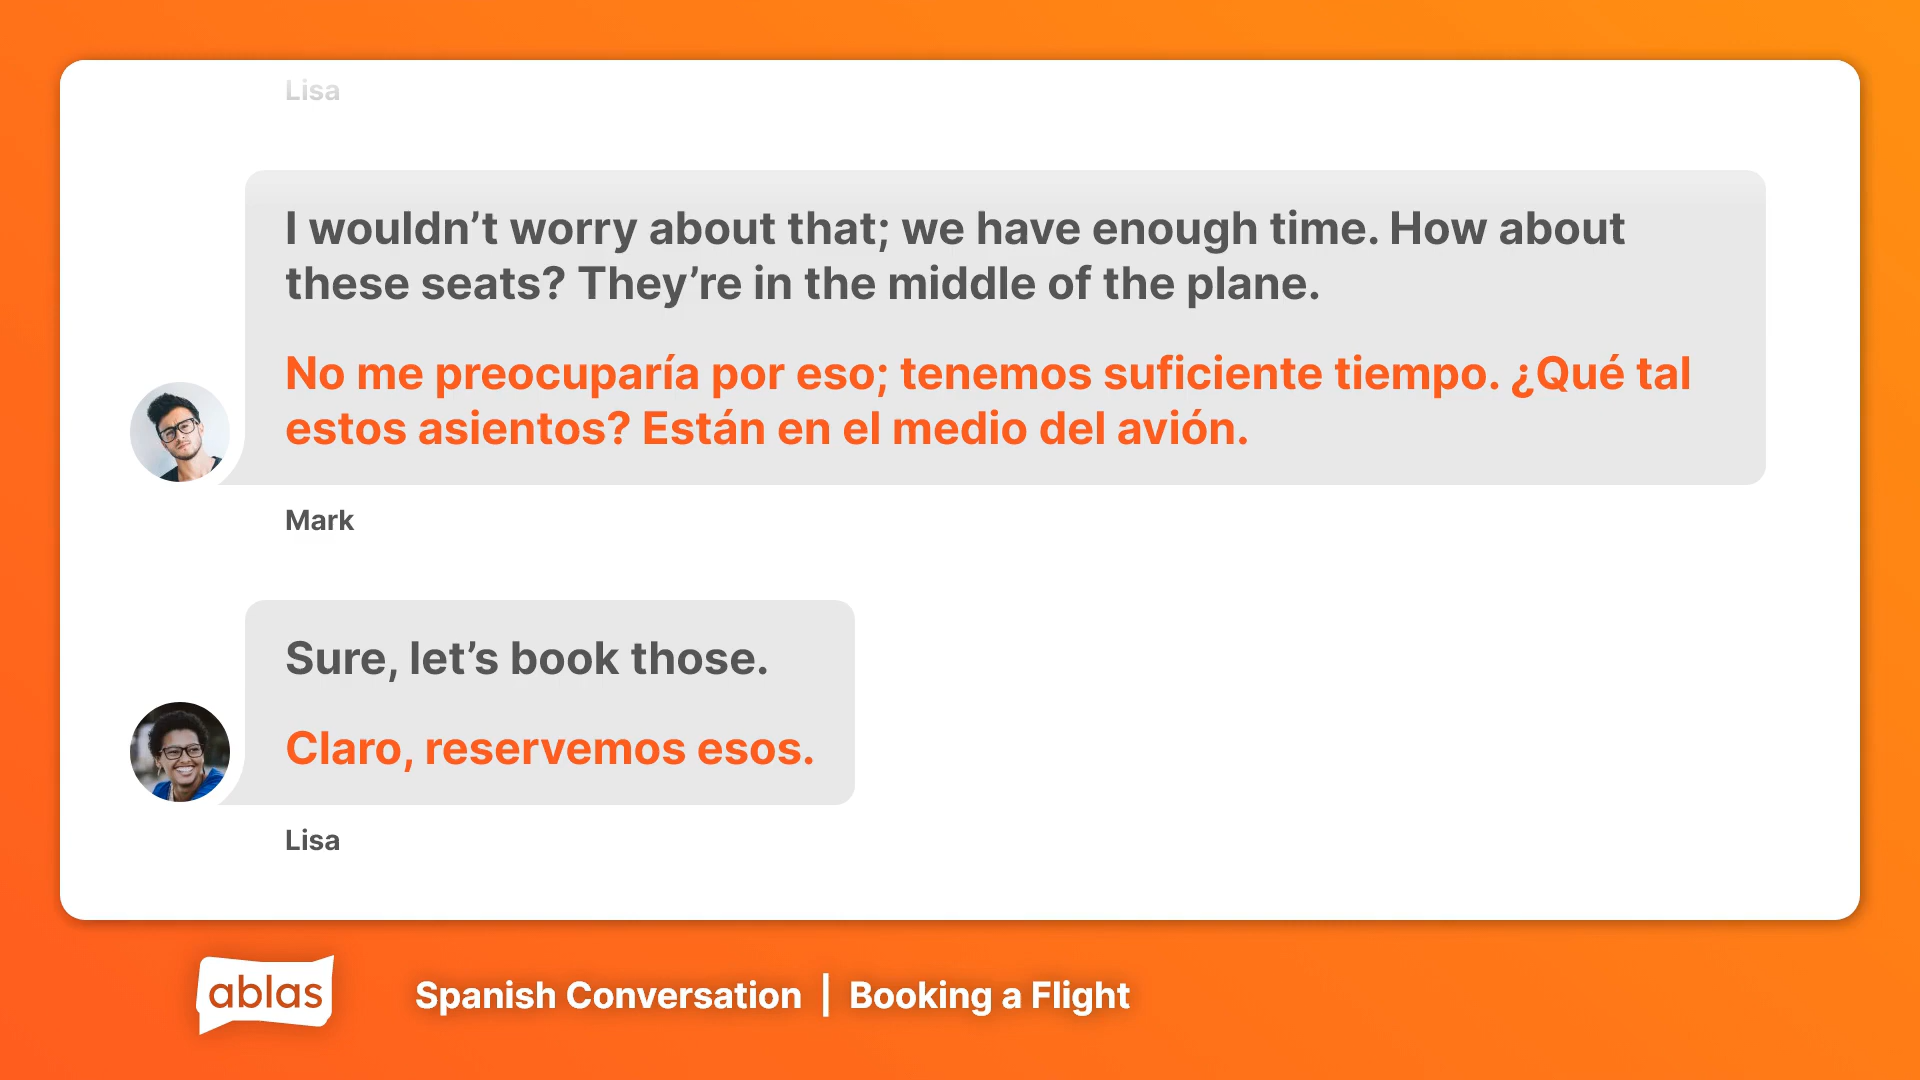 Lisa
I wouldn’t worry about that; we have enough time. How about
these seats? They’re in the middle of the plane.
No me preocuparía por eso; tenemos suficiente tiempo. ¿Qué tal
estos asientos? Están en el medio del avión.
Mark
Sure, let’s book those.
Claro, reservemos esos.
Lisa
ablas
Spanish Conversation | Booking a Flight